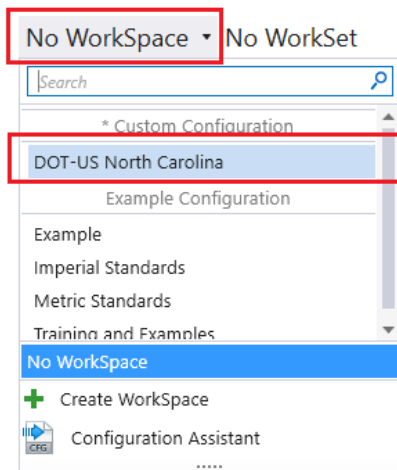 No WorkSpace ▾ No WorkSet
Search
* Custom Configuration
DOT-US North Carolina
Example Configuration
Example
Imperial Standards
Metric Standards
Training and Examples
No WorkSpace
Create WorkSpace
CFG Configuration Assistant